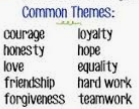 Common Themes:
courage loyalty
honesty hope
love equality
friendship hard work
forgiveness teamwork